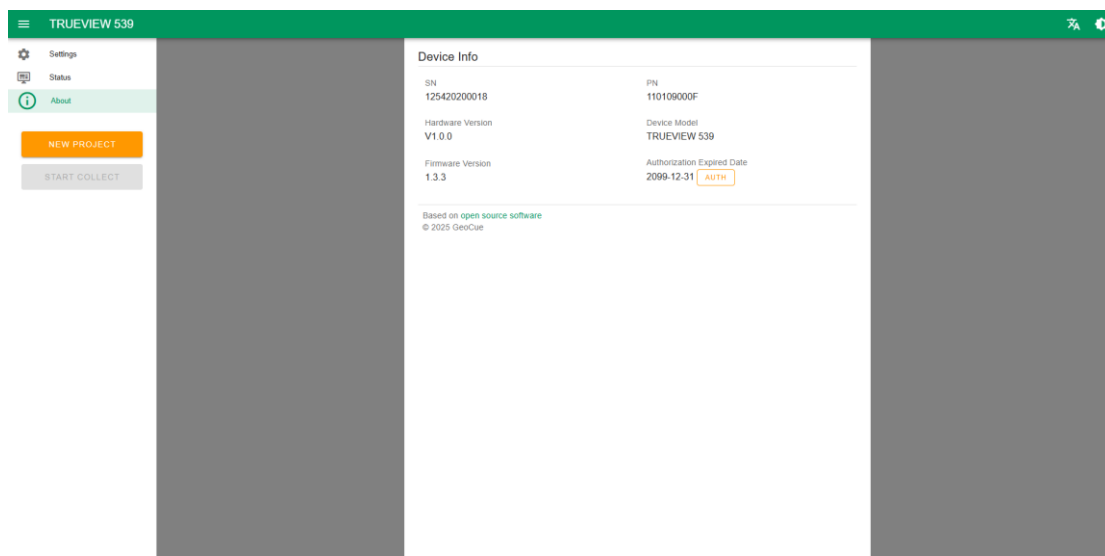 TRUEVIEW 539
Settings
Status
About
NEW PROJECT
START COLLECT
Device Info
SN
125420200018
PN
110109000F
Hardware Version
V1.0.0
Device Model
TRUEVIEW 539
Firmware Version
1.3.3
Authorization Expired Date
2099-12-31 AUTH
Based on open source software
© 2025 GeoCue